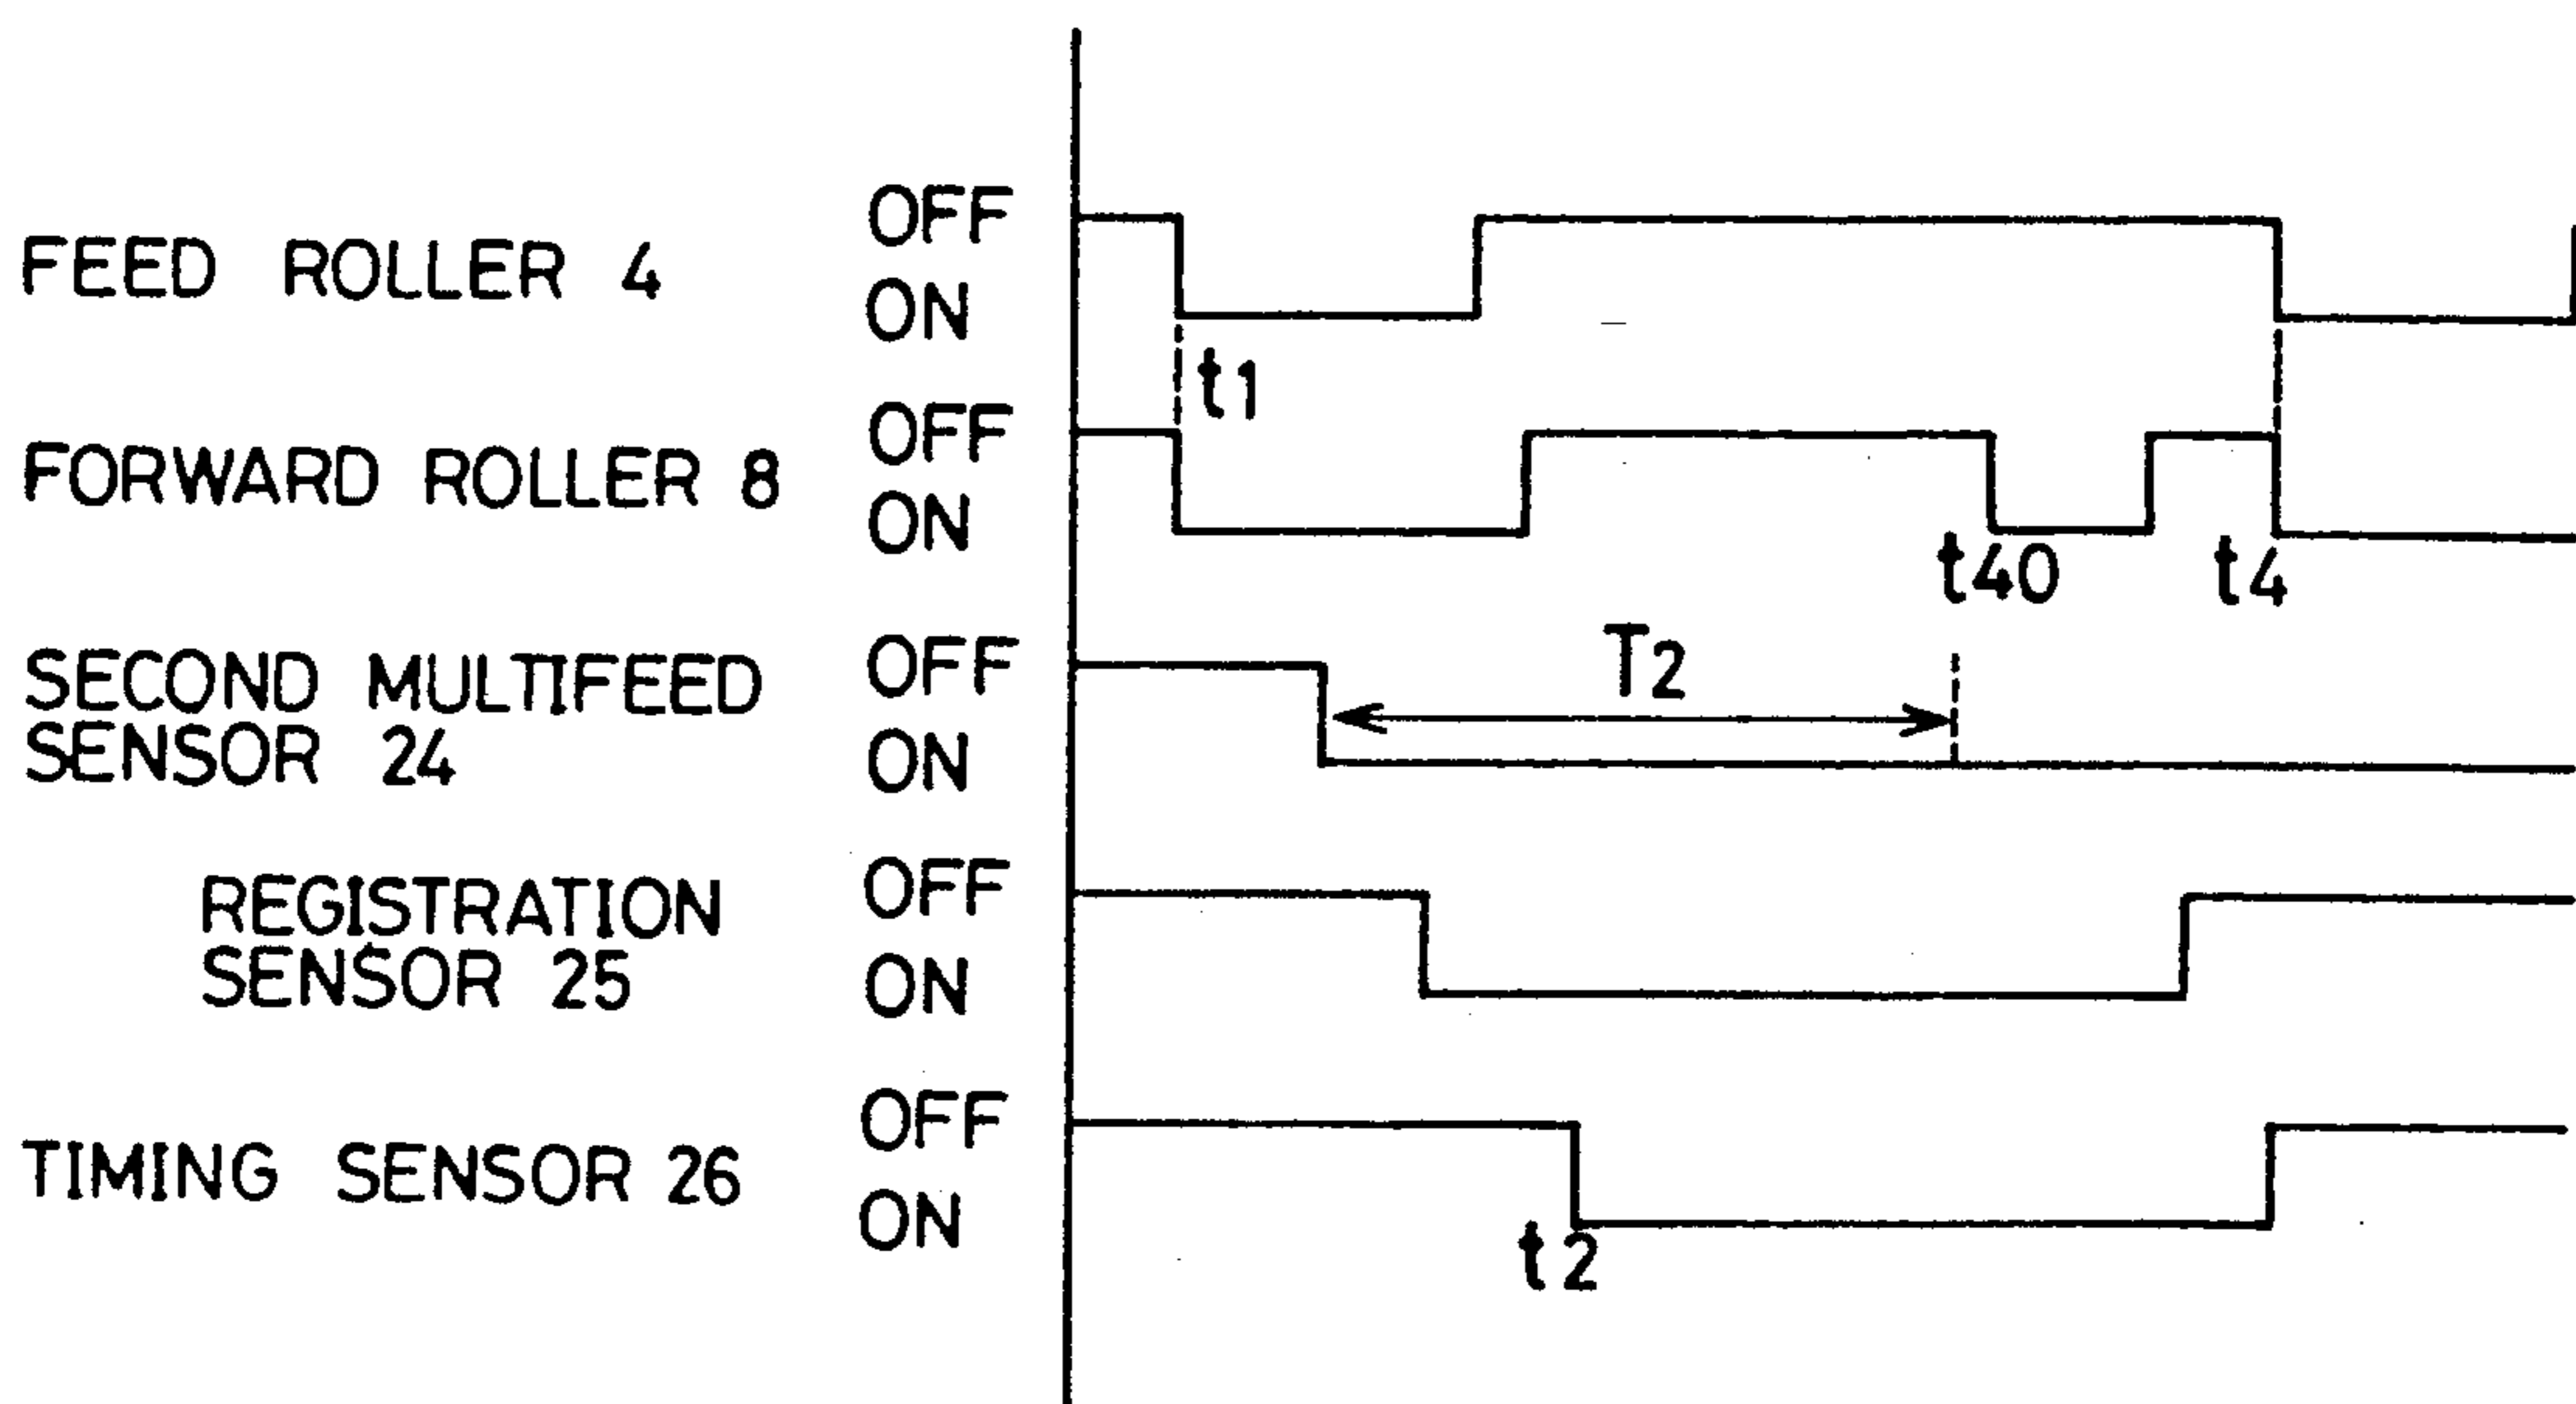 FEED ROLLER 4
OFF
ON
t1
FORWARD ROLLER 8
OFF
ON
t40
t4
SECOND MULTIFEED
SENSOR 24
OFF
ON
T2
REGISTRATION
SENSOR 25
OFF
ON
TIMING SENSOR 26
OFF
ON
t2